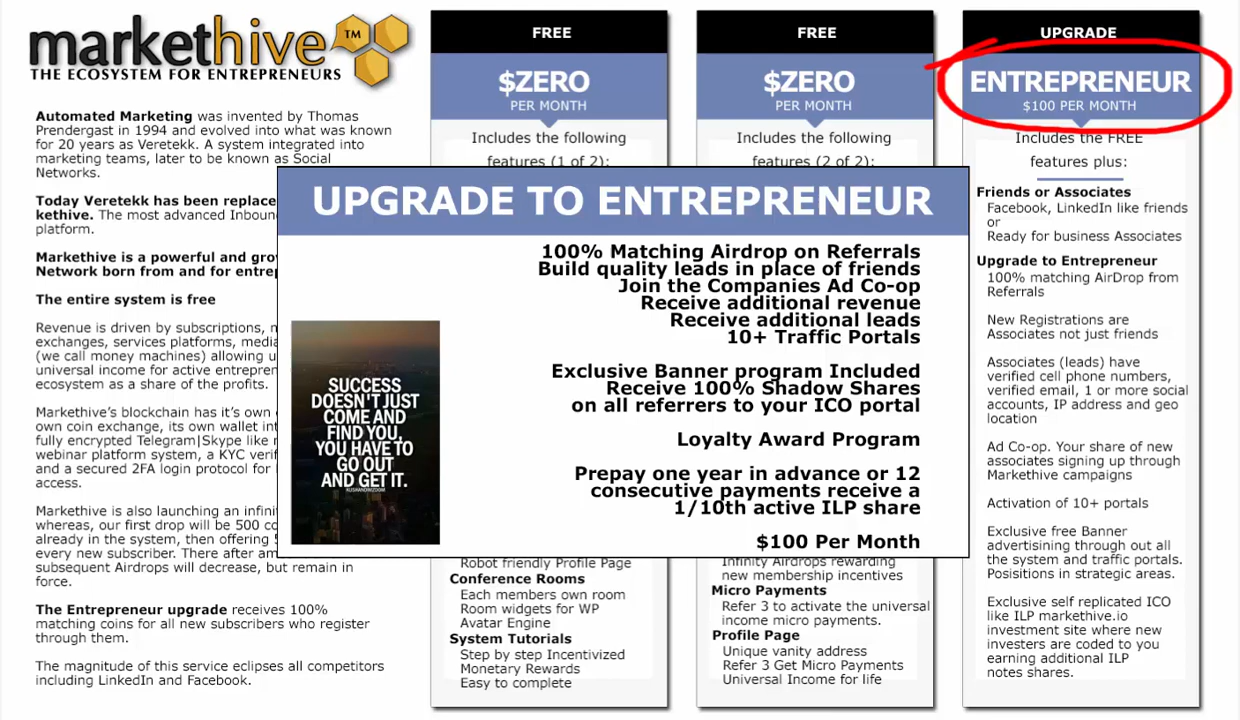 markethive TM
THE ECOSYSTEM FOR ENTREPRENEURS
Automated Marketing was invented by Thomas
Prendergast in 1994 and evolved into what was known
for 20 years as Veretekk. A system integrated into
marketing teams, later to be known as Social
Networks.
Today Veretekk has been replace
kethive. The most advanced Inboun
platform.
Markethive is a powerful and gro
Network born from and for entrep
The entire system is free
Revenue is driven by subscriptions,
exchanges, services platforms, media
(we call money machines) allowing u
universal income for active entrepren
ecosystem as a share of the profits.
Markethive's blockchain has it's own
own coin exchange, its own wallet int
fully encrypted Telegram|Skype like
webinar platform system, a KYC verif
and a secured 2FA login protocol for
access.
Markethive is also launching an infinit
whereas, our first drop will be 500 co
already in the system, then offering
every new subscriber. There after am
subsequent Airdrops will decrease, but remain in
force.
The Entrepreneur upgrade receives 100%
matching coins for all new subscribers who register
through them.
The magnitude of this service eclipses all competitors
including LinkedIn and Facebook.
FREE
$ZERO
PER MONTH
Includes the following
features (1 of 2):
FREE
$ZERO
PER MONTH
Includes the following
features (2 of 2):
UPGRADE
ENTREPRENEUR
$100 PER MONTH
Includes the FREE
features plus:
Friends or Associates
Facebook, LinkedIn like friends
or
Ready for business Associates
Upgrade to Entrepreneur
100% matching AirDrop from
Referrals
New Registrations are
Associates not just friends
Associates (leads) have
verified cell phone numbers,
verified email, 1 or more social
accounts, IP address and geo
location
Ad Co-op. Your share of new
associates signing up through
Markethive campaigns
Activation of 10+ portals
Exclusive free Banner
advertisining through out all
the system and traffic portals.
Posisitions in strategic areas.
Exclusive self replicated ICO
like ILP markethive.io
investment site where new
investers are coded to you
earning additional ILP
notes shares.
UPGRADE TO ENTREPRENEUR
100% Matching Airdrop on Referrals
Build quality leads in place of friends
Join the Companies Ad Co-op
Receive additional revenue
Receive additional leads
10+ Traffic Portals
Exclusive Banner program Included
Receive 100% Shadow Shares
on all referrers to your ICO portal
Loyalty Award Program
Prepay one year in advance or 12
consecutive payments receive a
1/10th active ILP share
$100 Per Month
SUCCESS
DOESN'T JUST
COME AND
FIND YOU,
YOU HAVE TO
GO OUT
AND GET IT.
Robot friendly Profile Page
Conference Rooms
Each members own room
Room widgets for WP
Avatar Engine
System Tutorials
Step by step Incentivized
Monetary Rewards
Easy to complete
Infinity Airdrops rewarding
new membership incentives
Micro Payments
Refer 3 to activate the universal
income micro payments.
Profile Page
Unique vanity address
Refer 3 Get Micro Payments
Universal Income for life